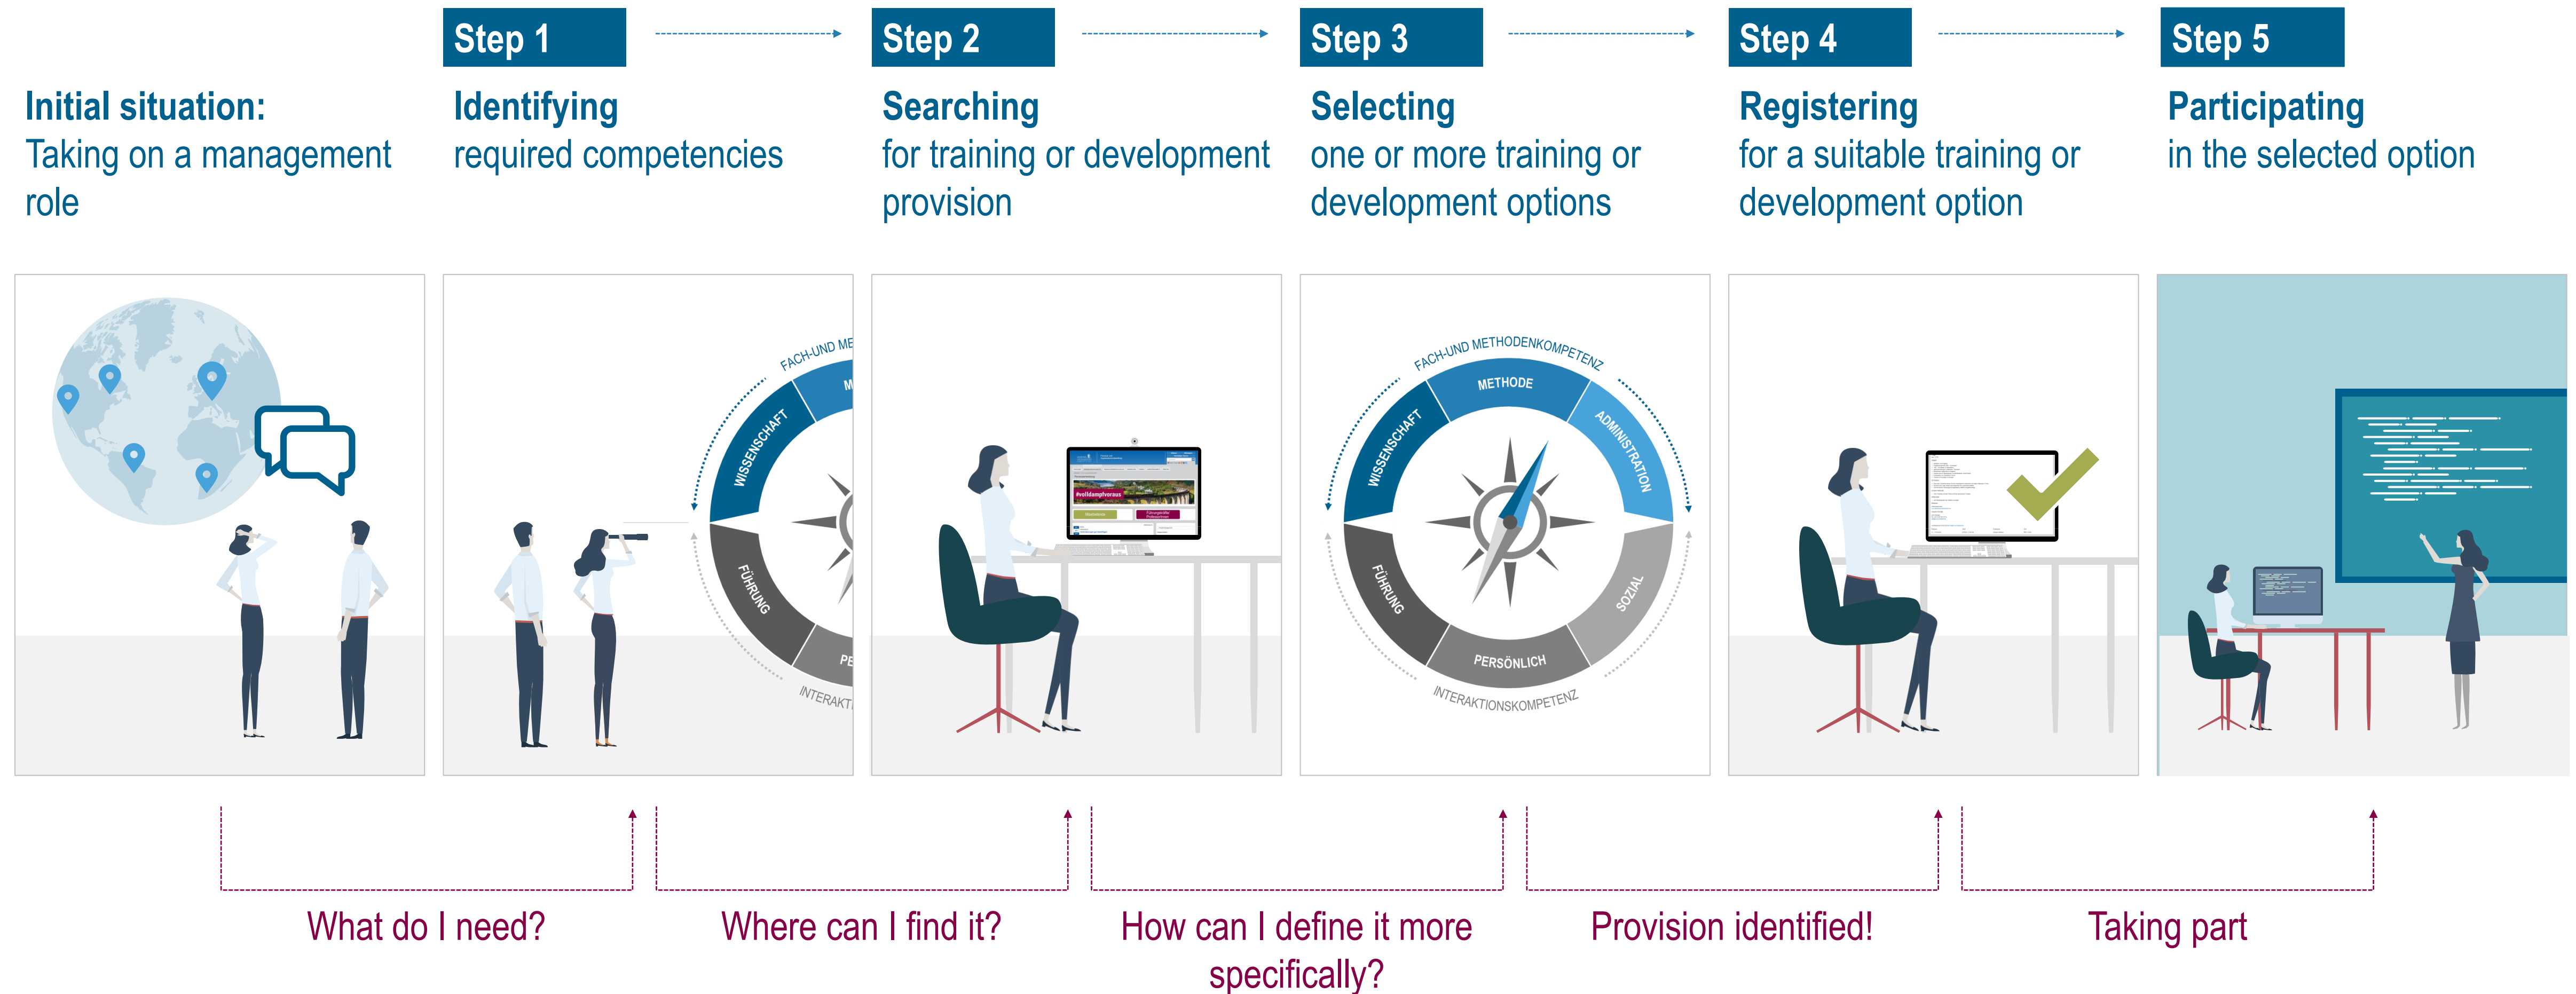 Step 1
Step 2
Step 3
Step 4
Step 5
Initial situation:
Taking on a management
role
Identifying
required competencies
Searching
for training or development
provision
Selecting
one or more training or
development options
Registering
for a suitable training or
development option
Participating
in the selected option
FACH-UND ME
M
WISSENSCHAFT
FÜHRUNG
PE
INTERAKTI
#volldampfvoraus
FACH-UND METHODENKOMPETENZ
METHODE
WISSENSCHAFT
ADMINISTRATION
FÜHRUNG
SOZIAL
PERSÖNLICH
INTERAKTIONSKOMPETENZ
What do I need?
Where can I find it?
How can I define it more
specifically?
Provision identified!
Taking part